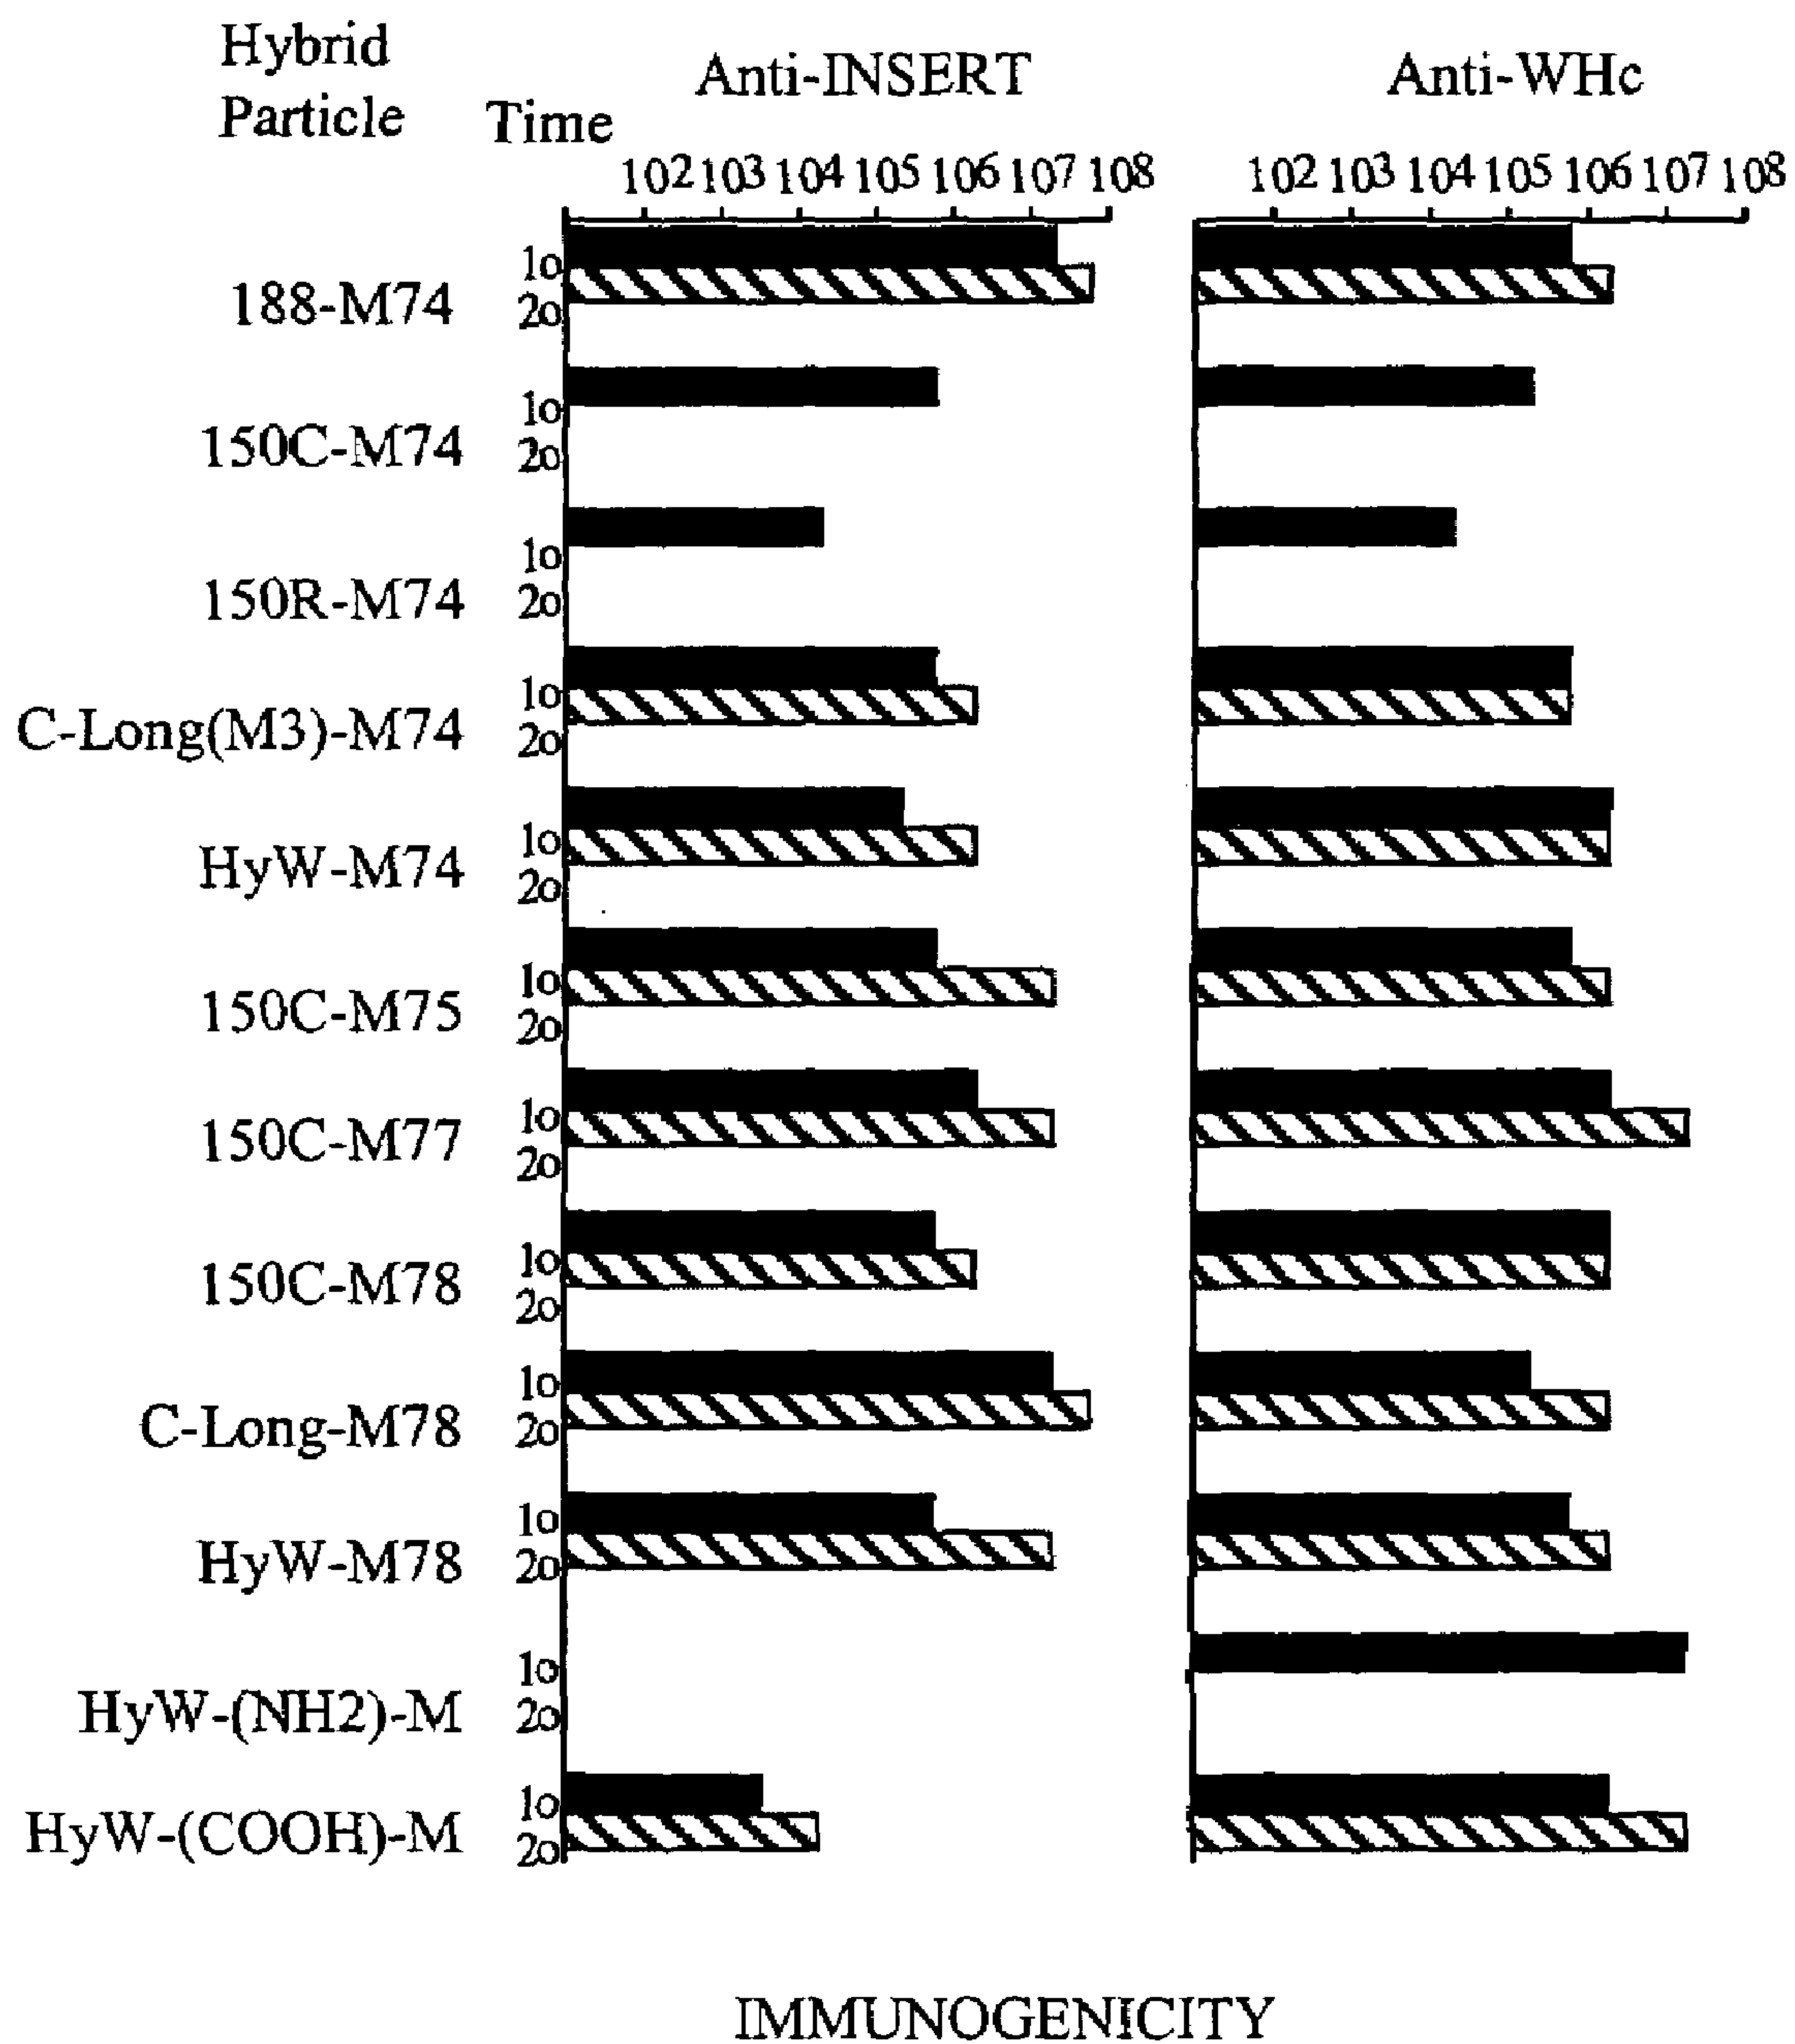 Hybrid Particle Time Anti-INSERT Anti-WHc
10² 10³ 10⁴ 10⁵ 10⁶ 10⁷ 10⁸ 10² 10³ 10⁴ 10⁵ 10⁶ 10⁷ 10⁸
188-M74 1o 2o
150C-M74 1o 2o
150R-M74 1o 2o
C-Long(M3)-M74 1o 2o
HyW-M74 1o 2o
150C-M75 1o 2o
150C-M77 1o 2o
150C-M78 1o 2o
C-Long-M78 1o 2o
HyW-M78 1o 2o
HyW-(NH2)-M 1o 2o
HyW-(COOH)-M 1o 2o
IMMUNOGENICITY